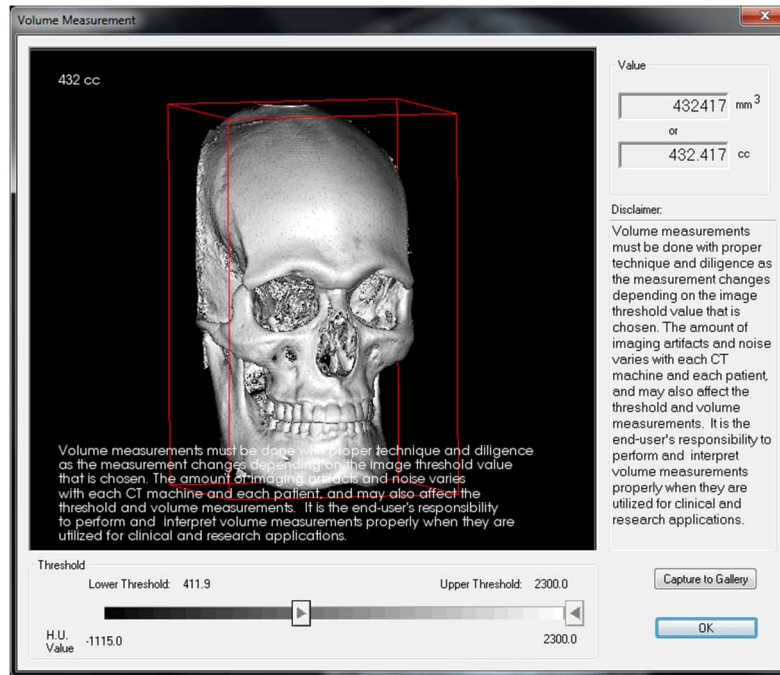 Volume Measurement
432 cc
Volume measurements must be done with proper technique and diligence
as the measurement changes depending on the image threshold value
that is chosen. The amount of imaging artifacts and noise varies
with each CT machine and each patient, and may also affect the
threshold and volume measurements. It is the end-user's responsibility
to perform and interpret volume measurements properly when they are
utilized for clinical and research applications.
Value
432417 mm3
or
432.417 cc
Disclaimer:
Volume measurements
must be done with proper
technique and diligence as
the measurement changes
depending on the image
threshold value that is
chosen. The amount of
imaging artifacts and noise
varies with each CT
machine and each patient,
and may also affect the
threshold and volume
measurements. It is the
end-user's responsibility to
perform and interpret
volume measurements
properly when they are
utilized for clinical and
research applications.
Threshold
Lower Threshold: 411.9
Upper Threshold: 2300.0
H.U.
Value
-1115.0
2300.0
Capture to Gallery
OK